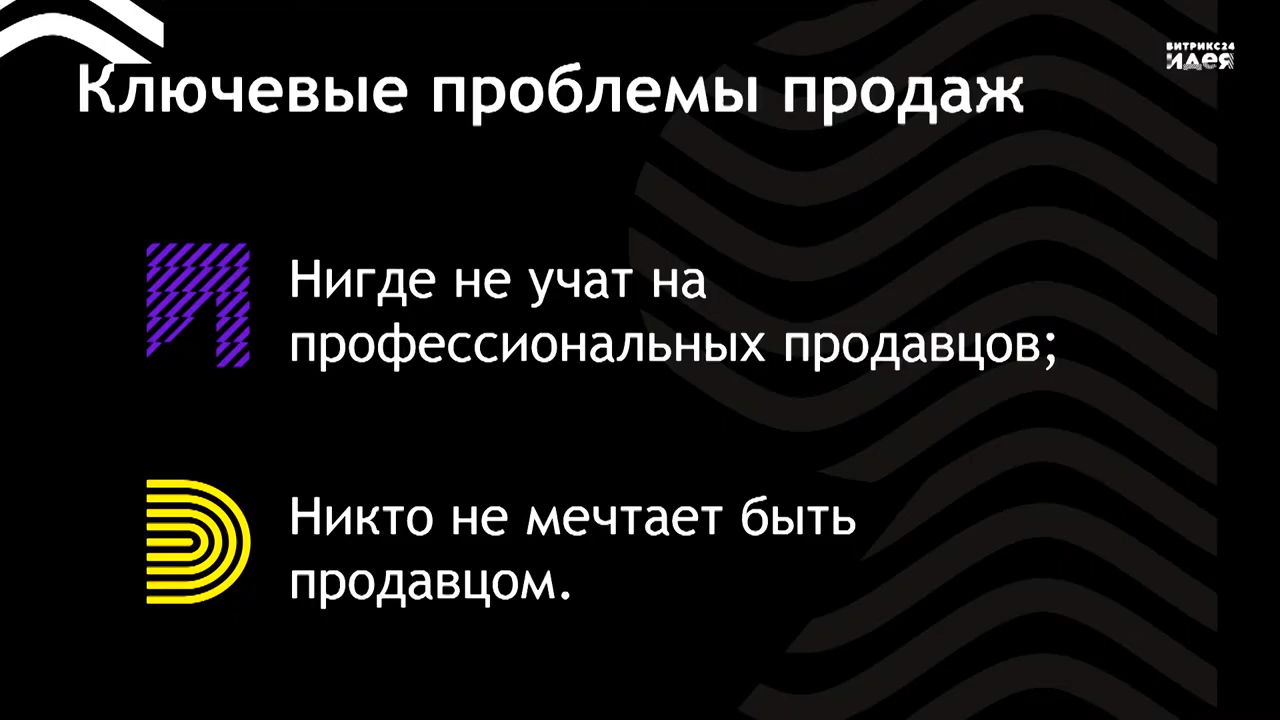 БИТРИКС24
идея
Ключевые проблемы продаж
Нигде не учат на
профессиональных продавцов;
Никто не мечтает быть
продавцом.